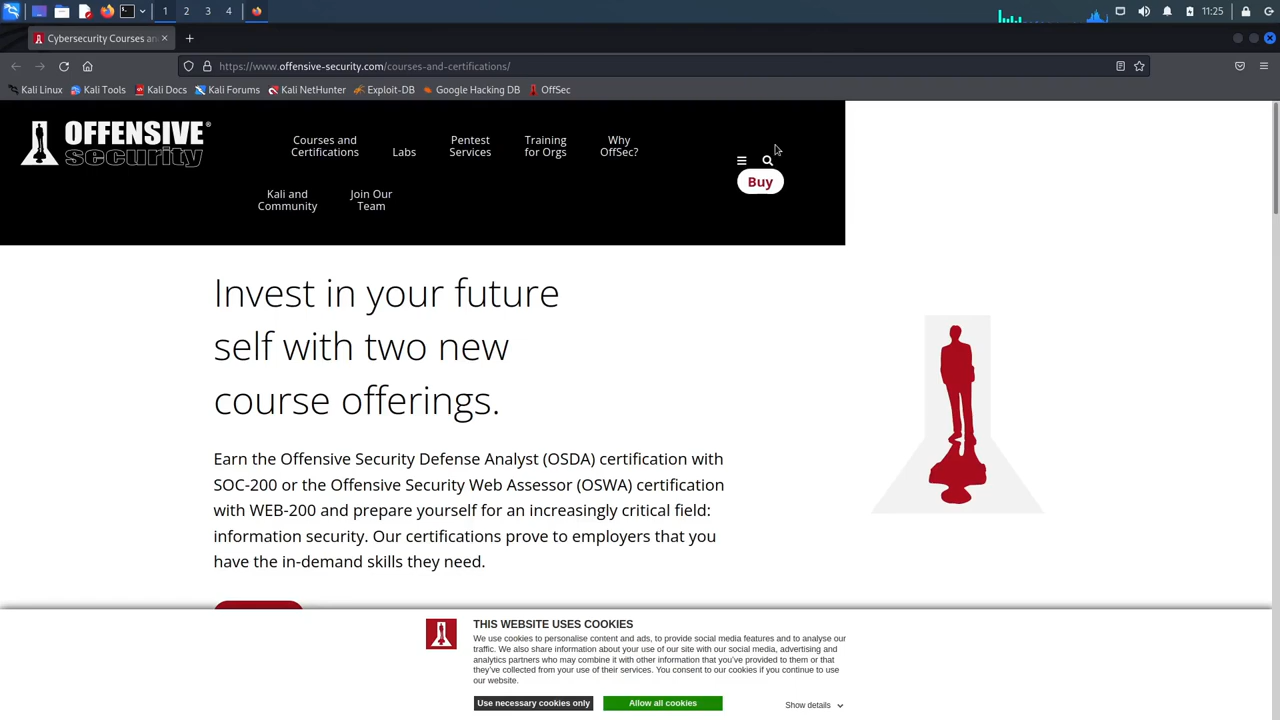 1 2 3 4
11:25
Cybersecurity Courses an
https://www.offensive-security.com/courses-and-certifications/
Kali Linux Kali Tools Kali Docs Kali Forums Kali NetHunter Exploit-DB Google Hacking DB OffSec
OFFENSIVE®
security
Courses and
Certifications
Labs
Pentest
Services
Training
for Orgs
Why
OffSec?
Buy
Kali and
Community
Join Our
Team
Invest in your future
self with two new
course offerings.
Earn the Offensive Security Defense Analyst (OSDA) certification with
SOC-200 or the Offensive Security Web Assessor (OSWA) certification
with WEB-200 and prepare yourself for an increasingly critical field:
information security. Our certifications prove to employers that you
have the in-demand skills they need.
THIS WEBSITE USES COOKIES
We use cookies to personalise content and ads, to provide social media features and to analyse our
traffic. We also share information about your use of our site with our social media, advertising and
analytics partners who may combine it with other information that you've provided to them or that
they've collected from your use of their services. You consent to our cookies if you continue to use
our website.
Use necessary cookies only
Allow all cookies
Show details